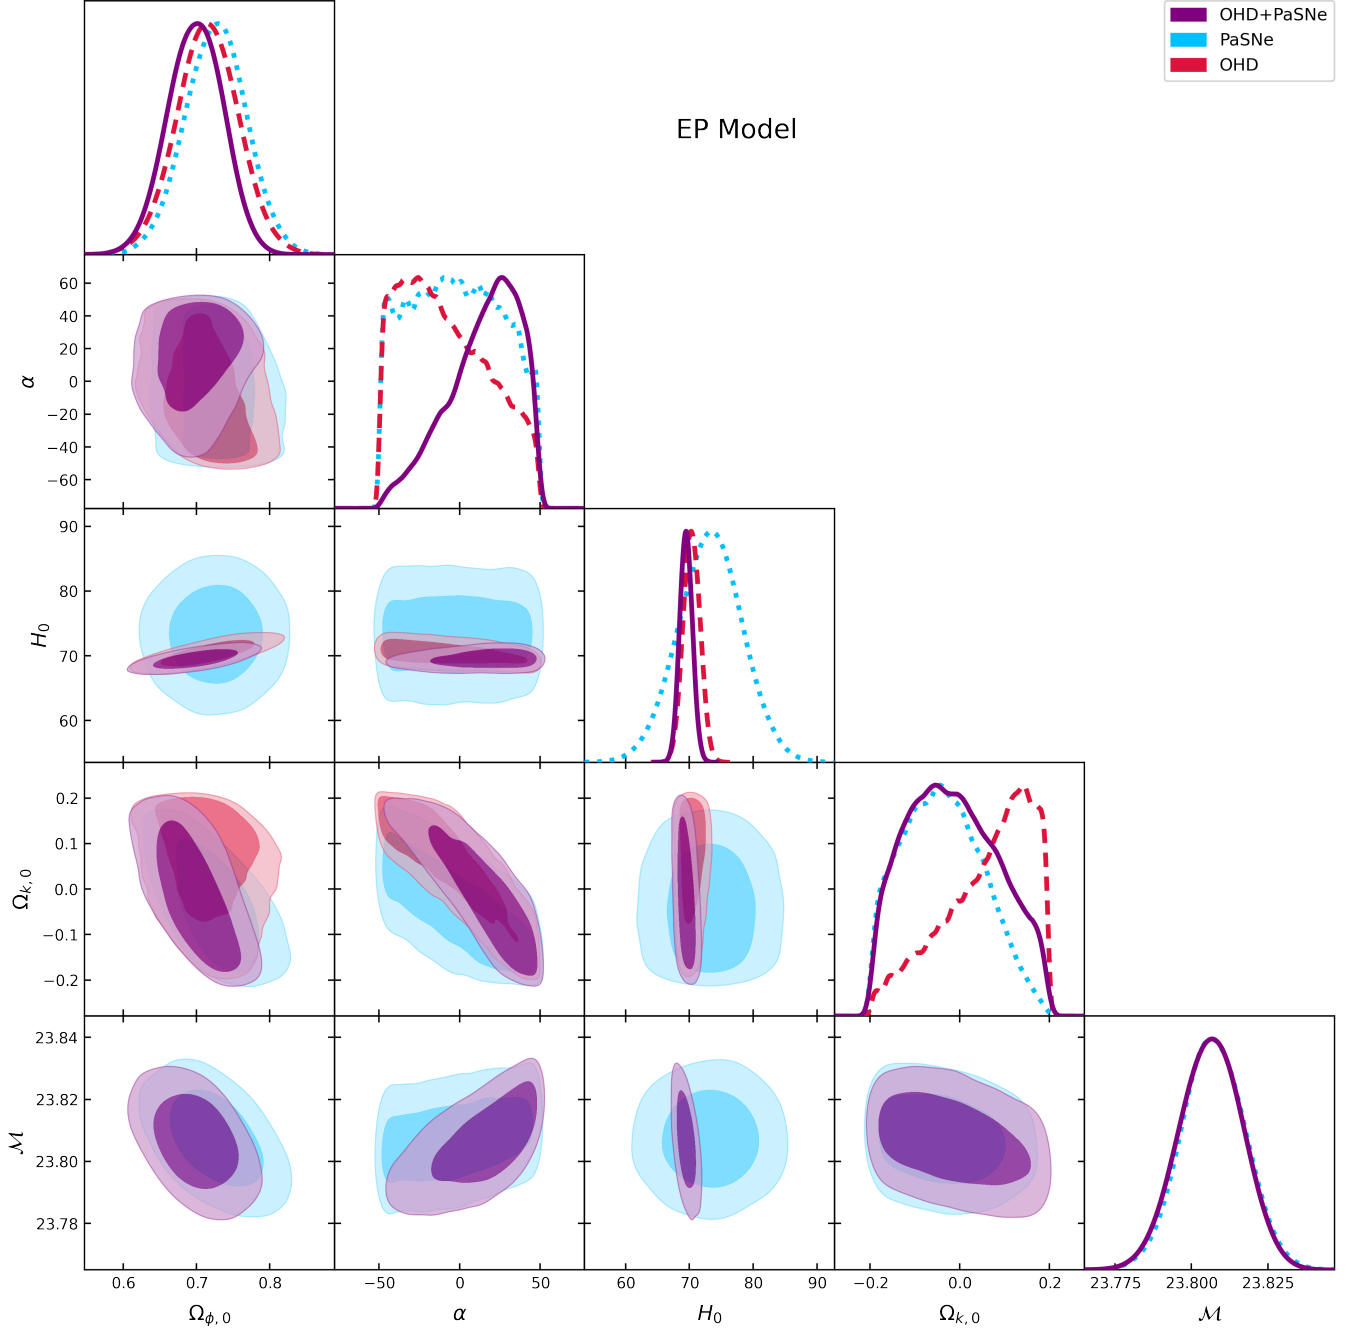 OHD+PaSNe
PaSNe
OHD
EP Model
60
40
20
0
−20
−40
−60
α
90
80
70
60
H₀
0.2
0.1
0.0
−0.1
−0.2
Ωₖ,₀
23.84
23.82
23.80
23.78
ℳ
0.6 0.7 0.8
−50 0 50
60 70 80 90
−0.2 0.0 0.2
23.775 23.800 23.825
Ω_{ϕ,0}
α
H₀
Ωₖ,₀
ℳ